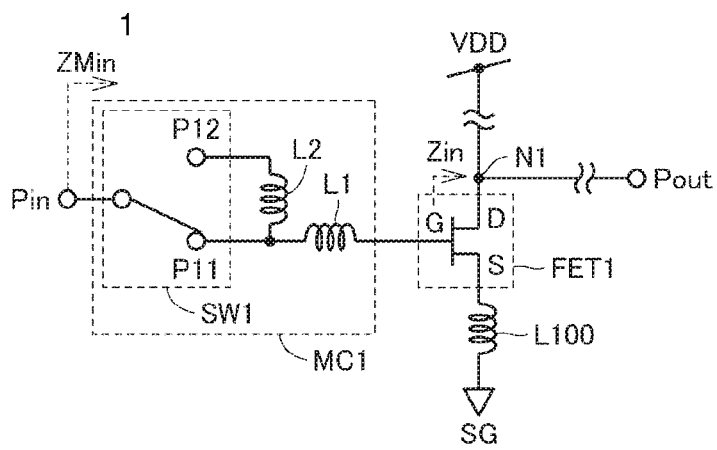 1
ZMin
VDD
P12
L2
L1
Zin
N1
Pin
Pout
G
D
P11
S
FET1
SW1
L100
MC1
SG